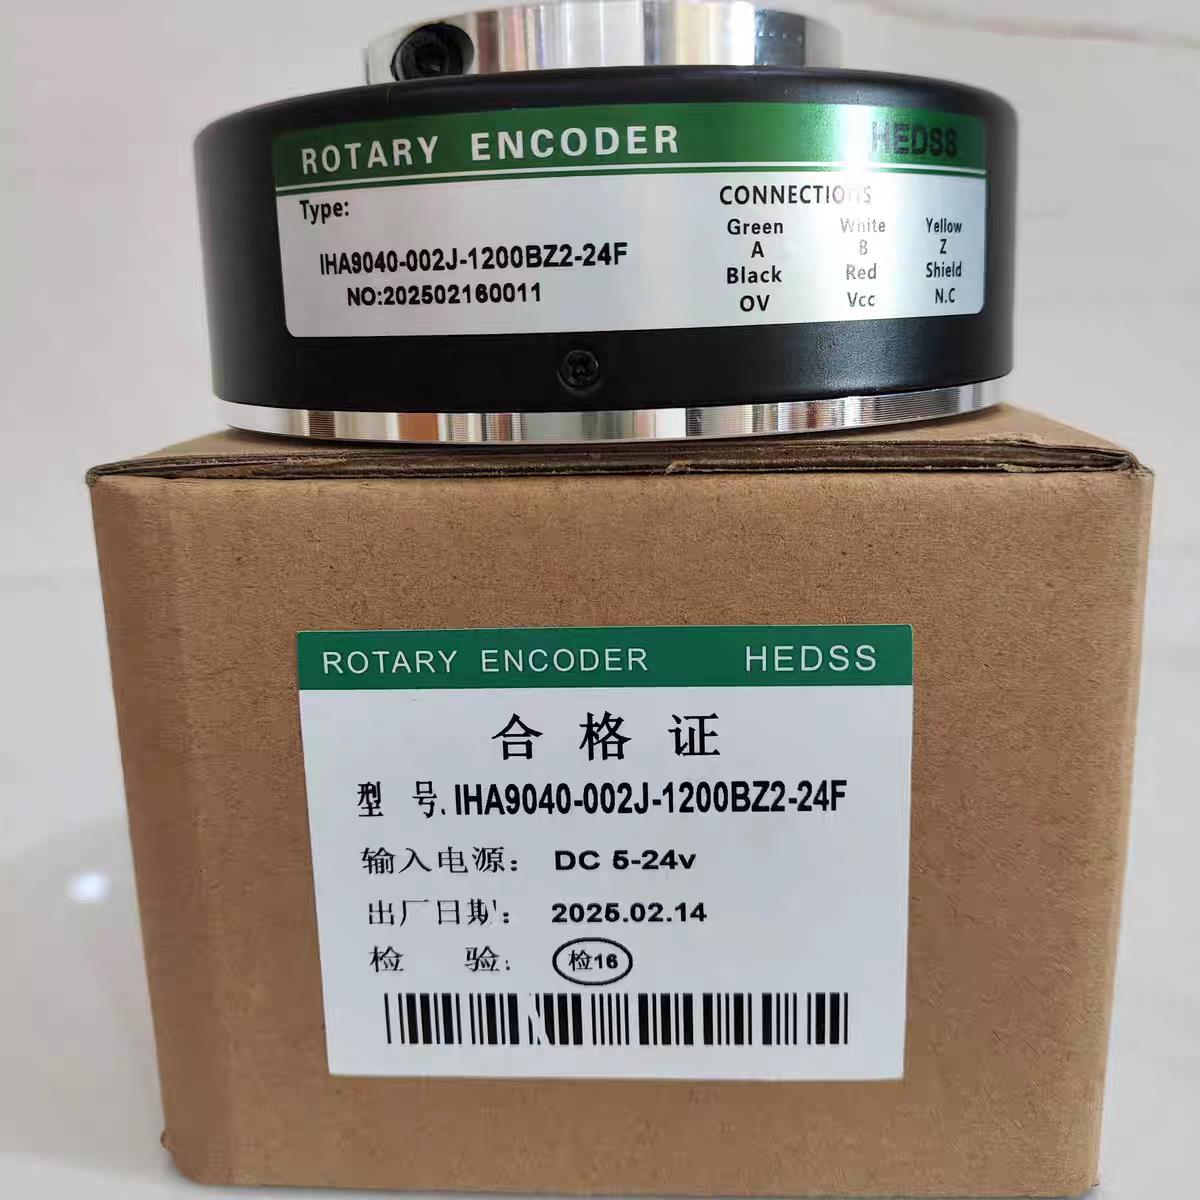 ROTARY ENCODER HEDSS
Type:
IHA9040-002J-1200BZ2-24F
NO:202502160011
CONNECTIONS
Green White Yellow
A B Z
Black Red Shield
OV Vcc N.C
ROTARY ENCODER HEDSS
合格证
型 号. IHA9040-002J-1200BZ2-24F
输入电源： DC 5-24v
出厂日期： 2025.02.14
检 验： 检16